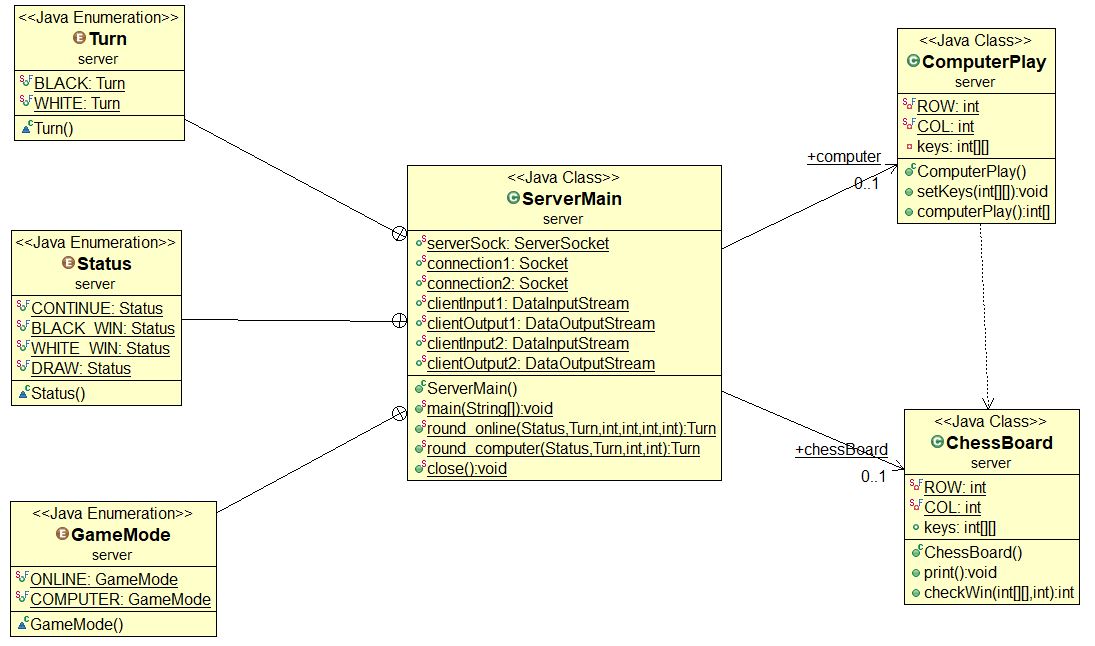 <<Java Enumeration>>
Turn
server
BLACK: Turn
WHITE: Turn
Turn()
<<Java Enumeration>>
Status
server
CONTINUE: Status
BLACK_WIN: Status
WHITE_WIN: Status
DRAW: Status
Status()
<<Java Enumeration>>
GameMode
server
ONLINE: GameMode
COMPUTER: GameMode
GameMode()
<<Java Class>>
ServerMain
server
serverSock: ServerSocket
connection1: Socket
connection2: Socket
clientInput1: DataInputStream
clientOutput1: DataOutputStream
clientInput2: DataInputStream
clientOutput2: DataOutputStream
ServerMain()
main(String[]):void
round_online(Status,Turn,int,int,int,int):Turn
round_computer(Status,Turn,int,int):Turn
close():void
+computer
0..1
+chessBoard
0..1
<<Java Class>>
ComputerPlay
server
ROW: int
COL: int
keys: int[][]
ComputerPlay()
setKeys(int[][]):void
computerPlay():int[]
<<Java Class>>
ChessBoard
server
ROW: int
COL: int
keys: int[][]
ChessBoard()
print():void
checkWin(int[][],int):int